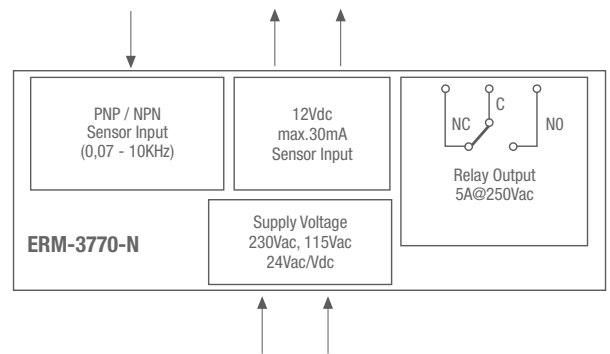 PNP / NPN
Sensor Input
(0,07 - 10KHz)
12Vdc
max.30mA
Sensor Input
C
NC
NO
Relay Output
5A@250Vac
Supply Voltage
230Vac, 115Vac
24Vac/Vdc
ERM-3770-N